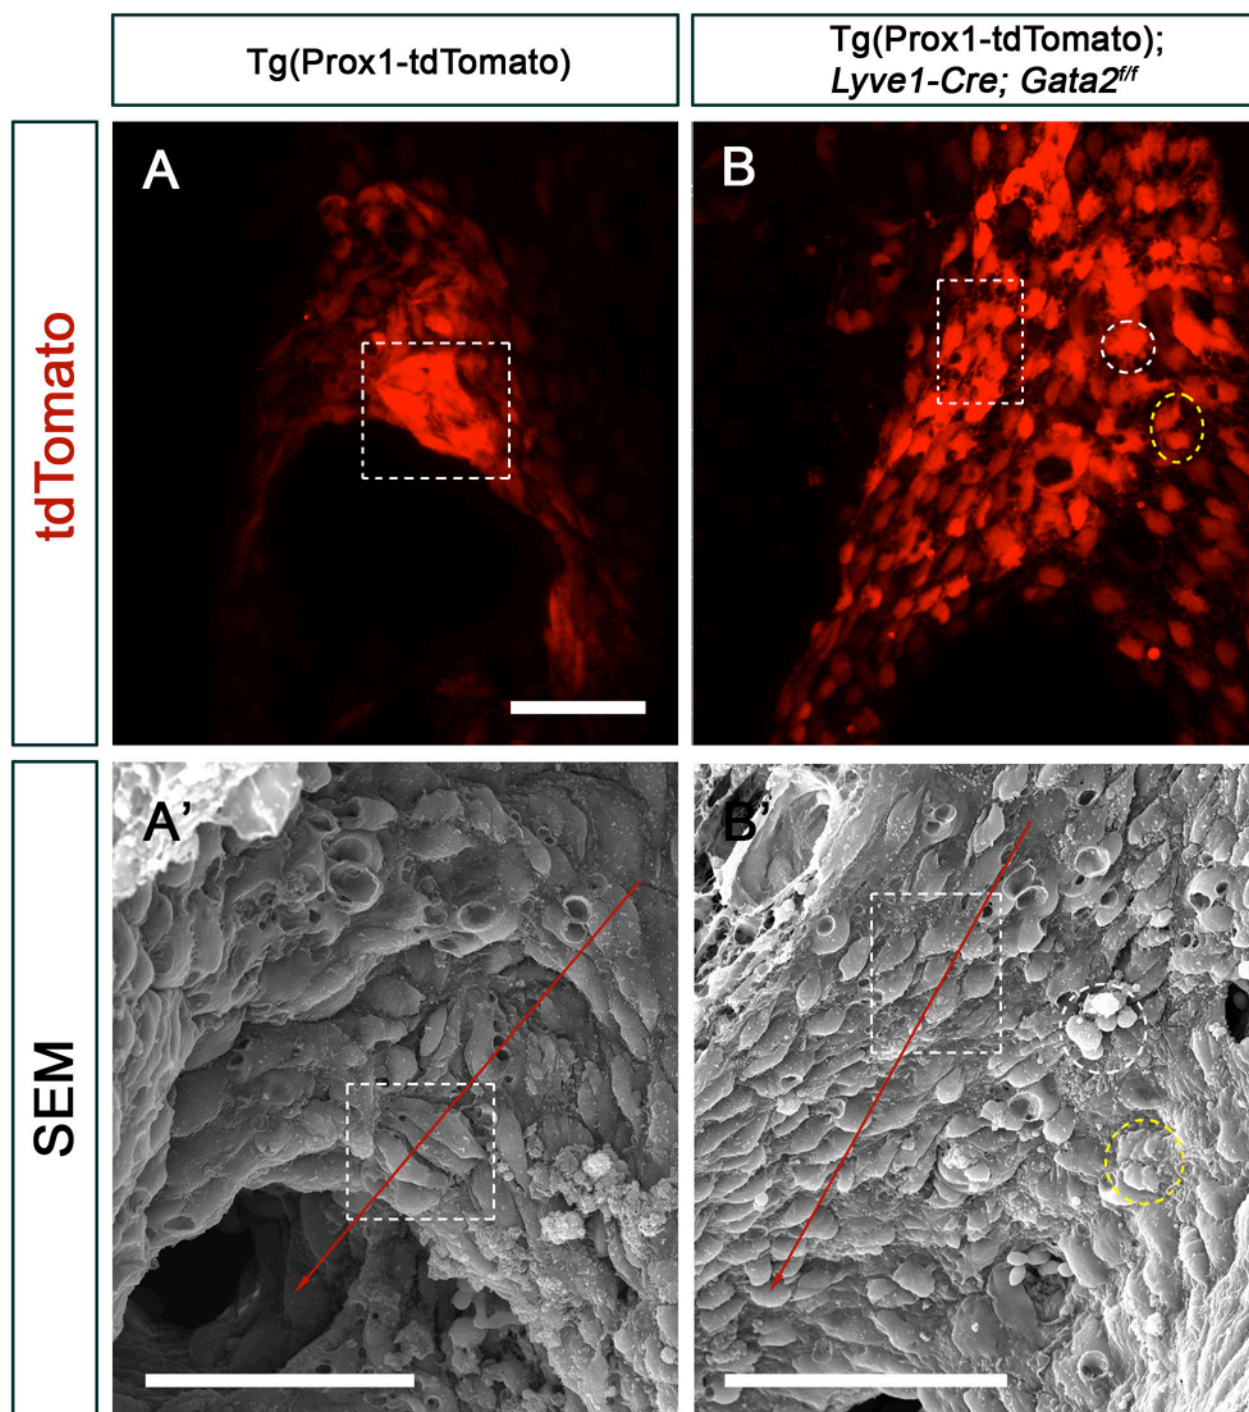 Tg(Prox1-tdTomato)
Tg(Prox1-tdTomato);
Lyve1-Cre; Gata2f/f
tdTomato
A
B
SEM
A’
B’